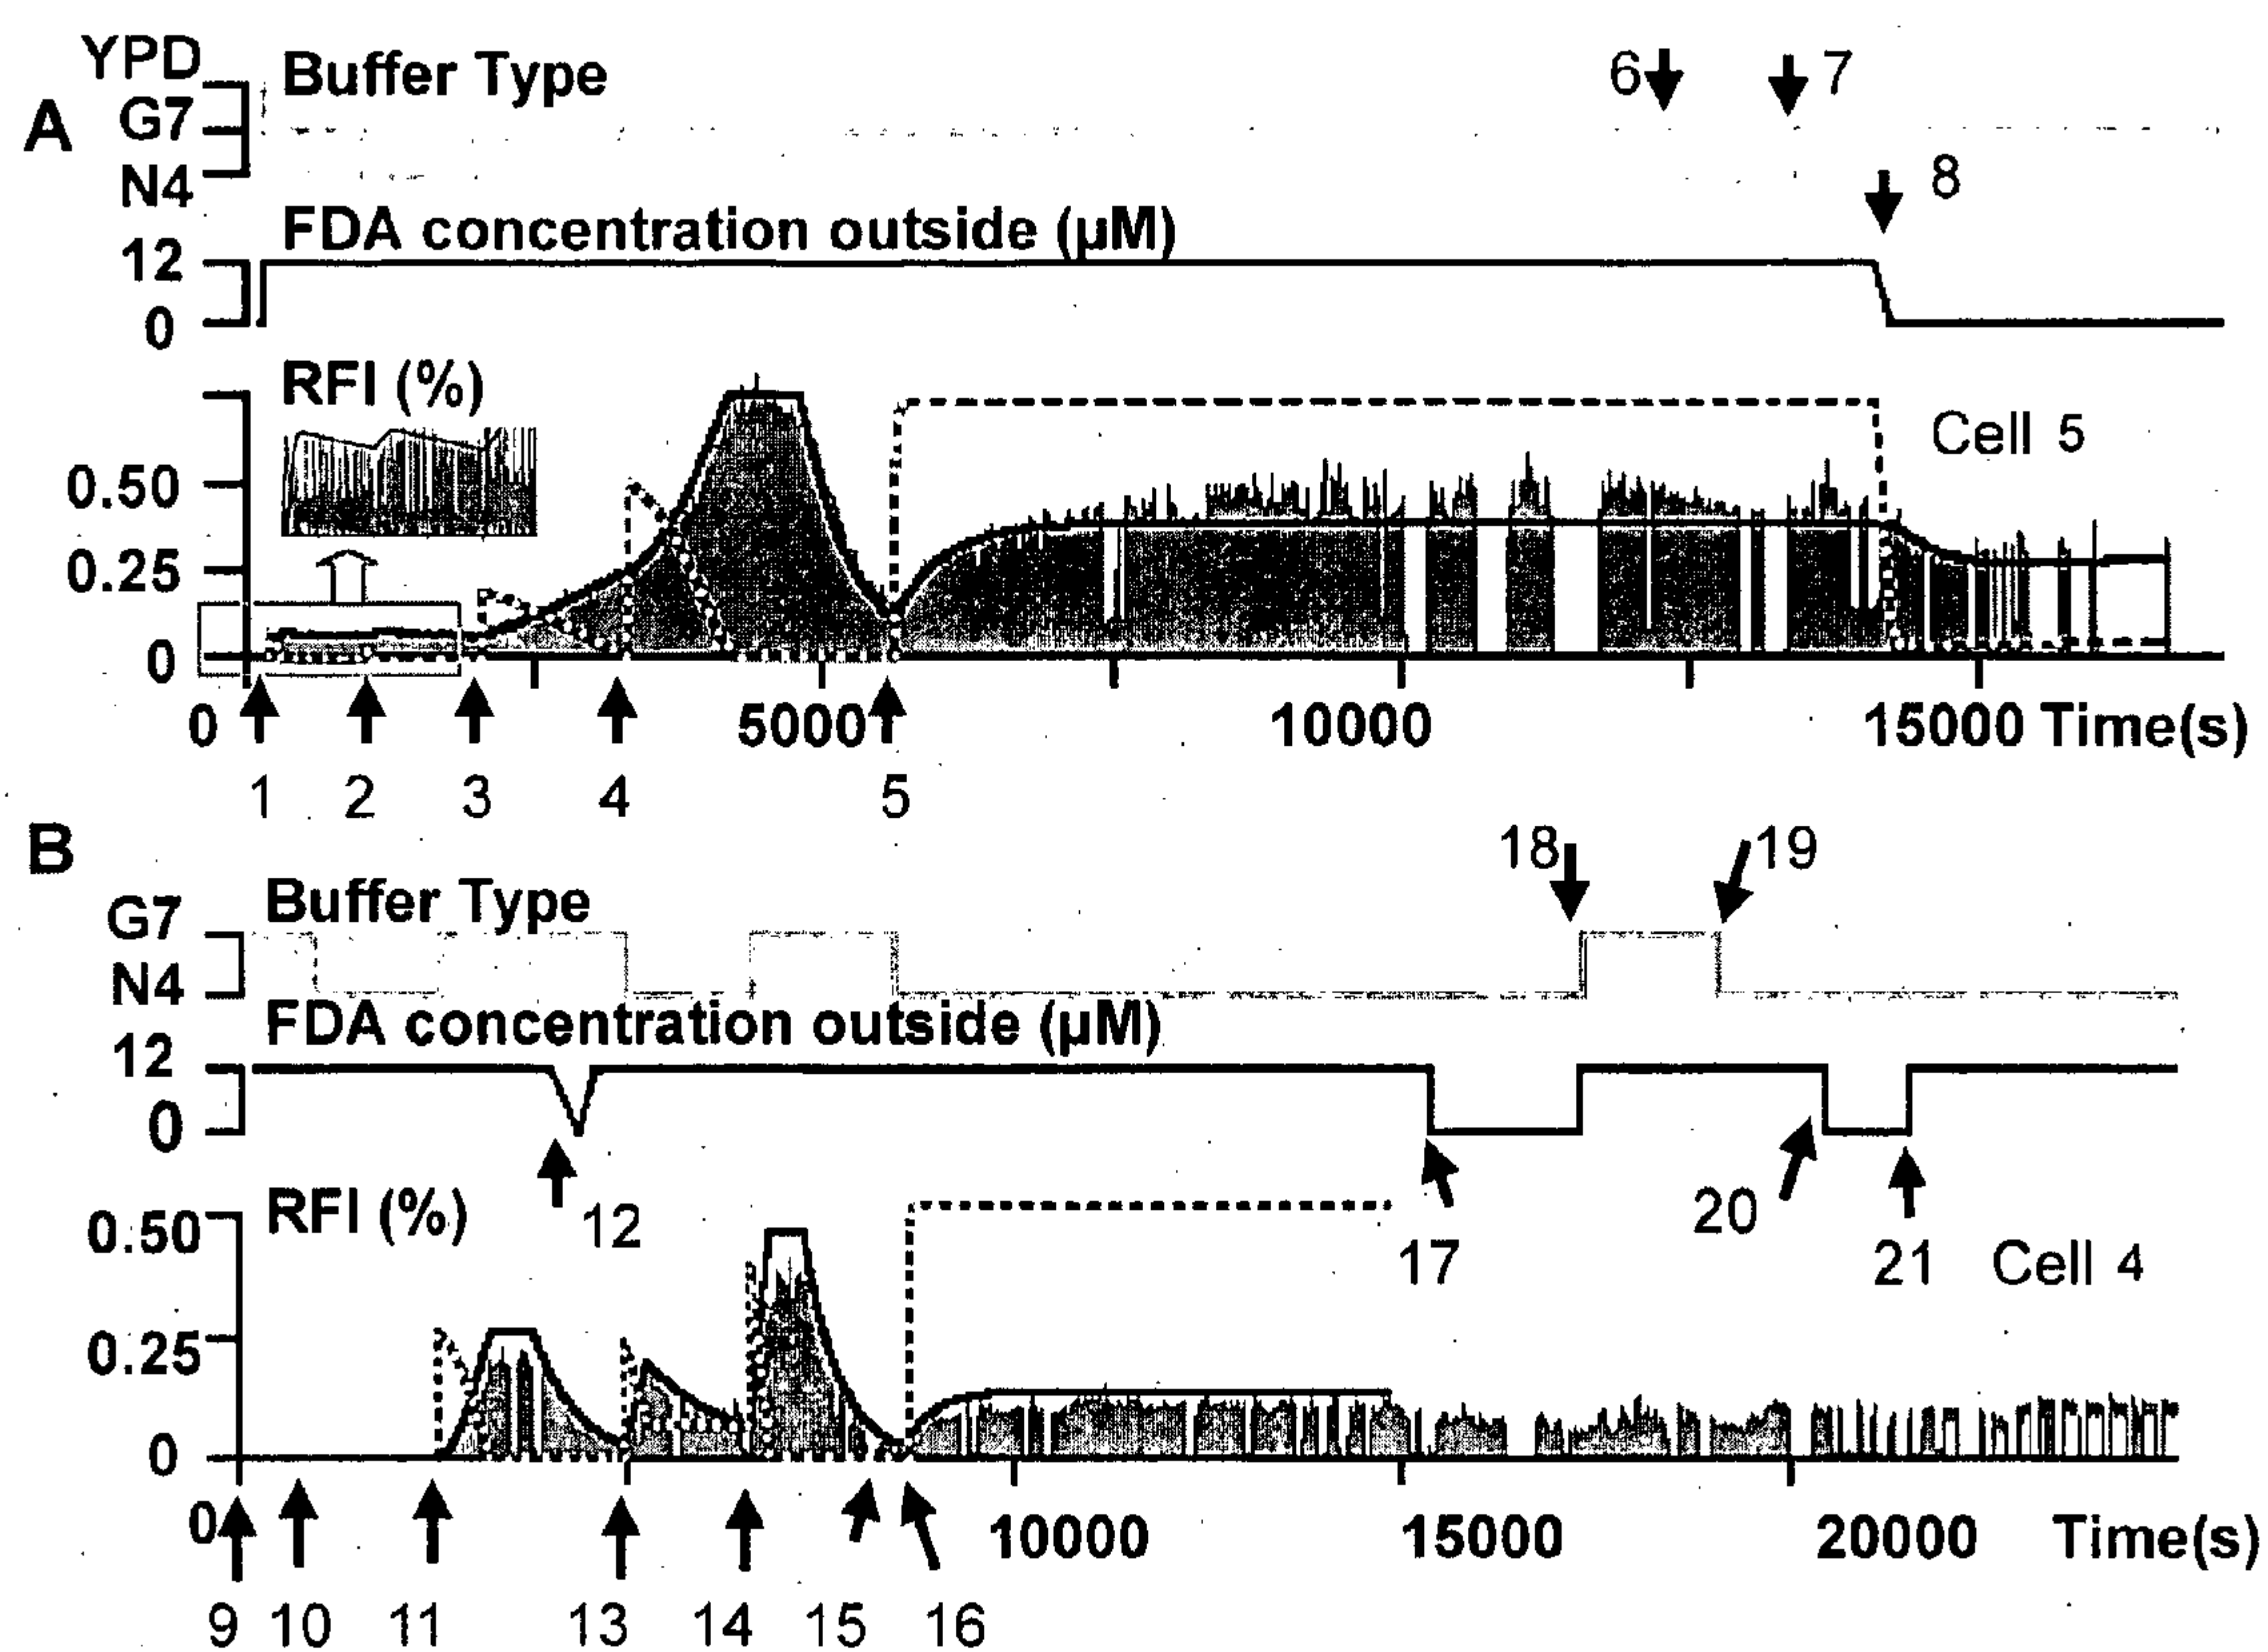 YPD
Buffer Type
6
7
A
G7
N4
8
FDA concentration outside (µM)
12
0
RFI (%)
Cell 5
0.50
0.25
0
0
5000
10000
15000
Time(s)
1
2
3
4
5
B
18
19
Buffer Type
G7
N4
FDA concentration outside (µM)
12
0
RFI (%)
12
0.50
17
20
21
Cell 4
0.25
0
0
10000
15000
20000
Time(s)
9
10
11
13
14
15
16